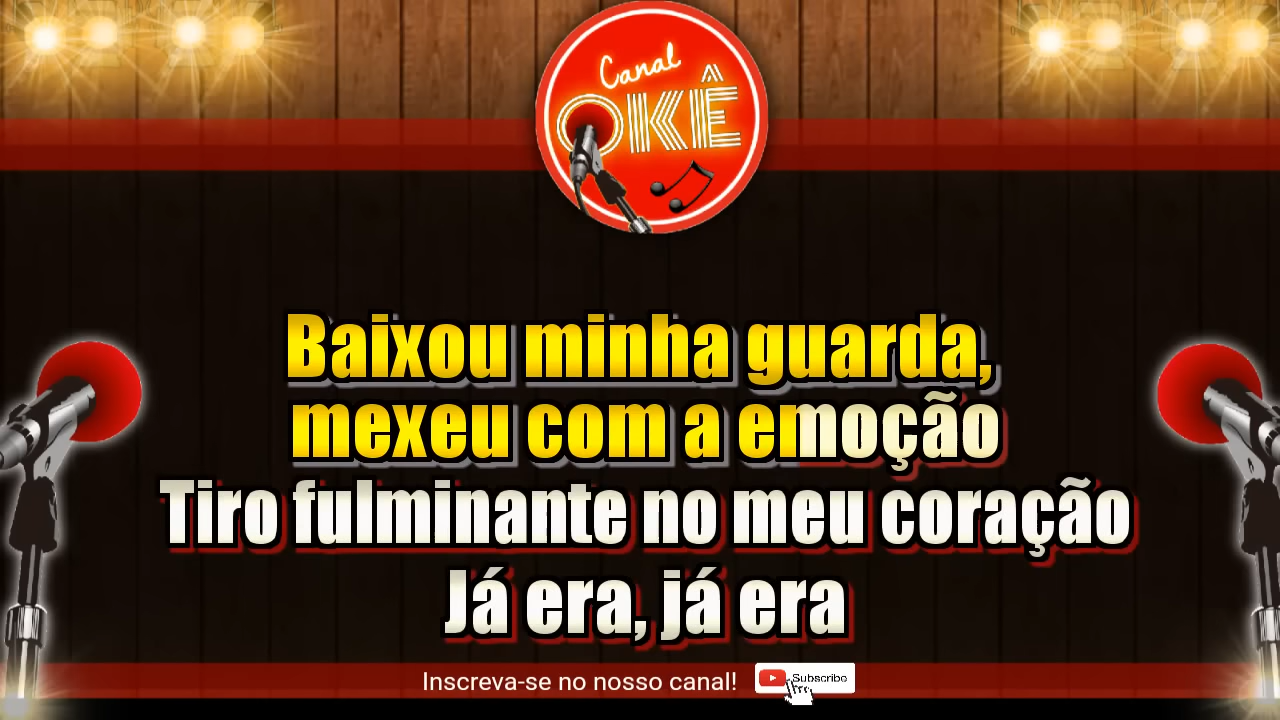 Canal
OKÊ
Baixou minha guarda,
mexeu com a emoção
Tiro fulminante no meu coração
Já era, já era
Inscreva-se no nosso canal!
Subscribe